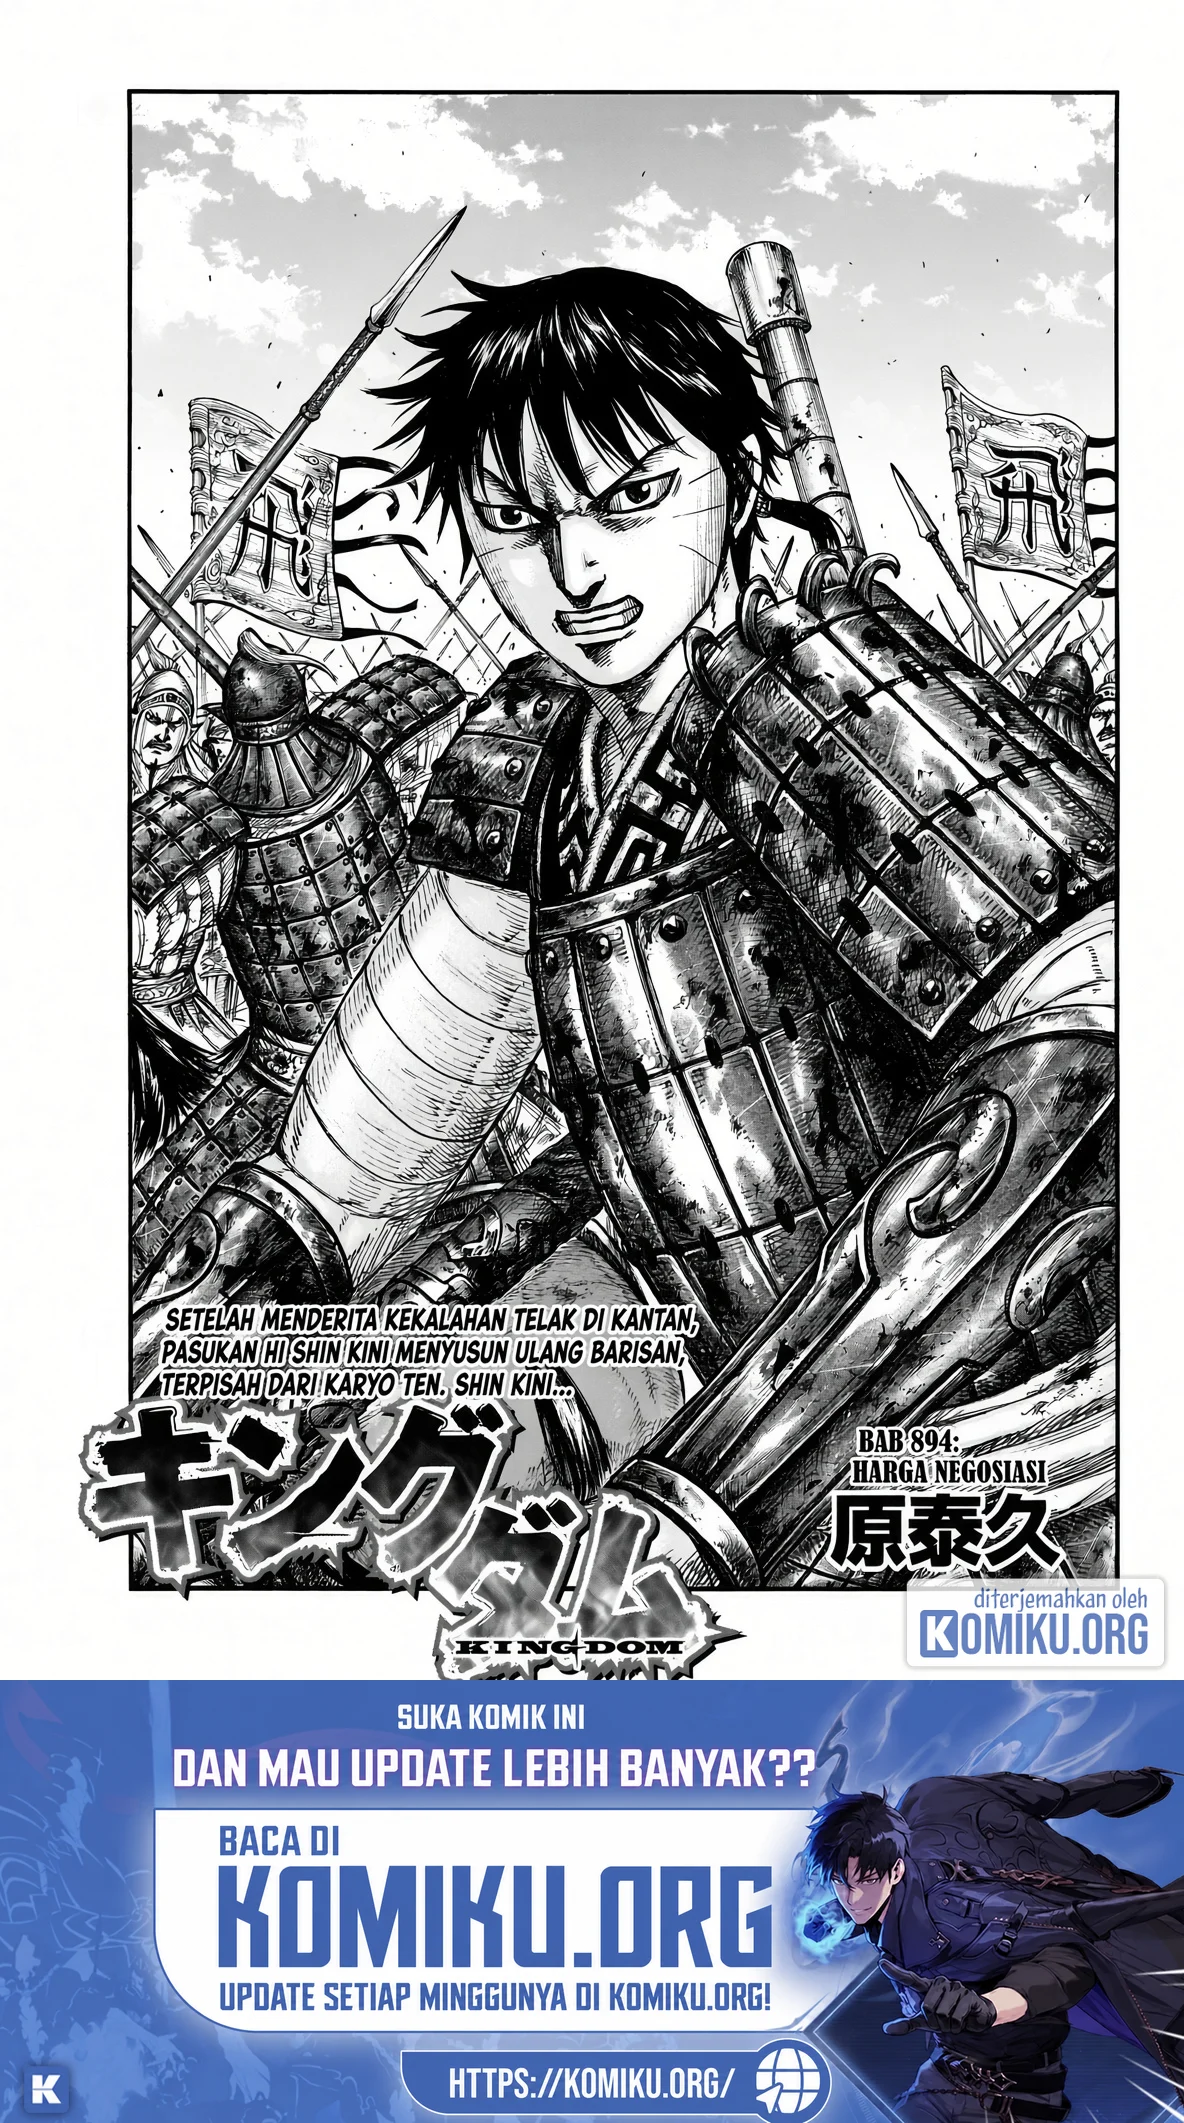 飛
飛
SETELAH MENDERITA KEKALAHAN TELAK DI KANTAN,
PASUKAN HI SHIN KINI MENYUSUN ULANG BARISAN,
TERPISAH DARI KARYO TEN. SHIN KINI...
キングダム
KINGDOM
BAB 894:
HARGA NEGOSIASI
原泰久
diterjemahkan oleh
KOMIKU.ORG
SUKA KOMIK INI
DAN MAU UPDATE LEBIH BANYAK??
BACA DI
KOMIKU.ORG
UPDATE SETIAP MINGGUNYA DI KOMIKU.ORG!
HTTPS://KOMIKU.ORG/
K